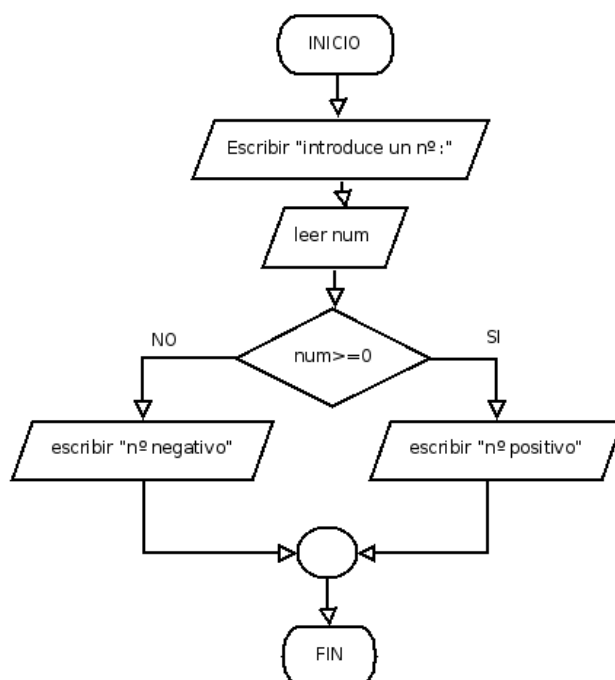 INICIO
Escribir "introduce un nº:"
leer num
num>=0
NO
SI
escribir "nº negativo"
escribir "nº positivo"
FIN